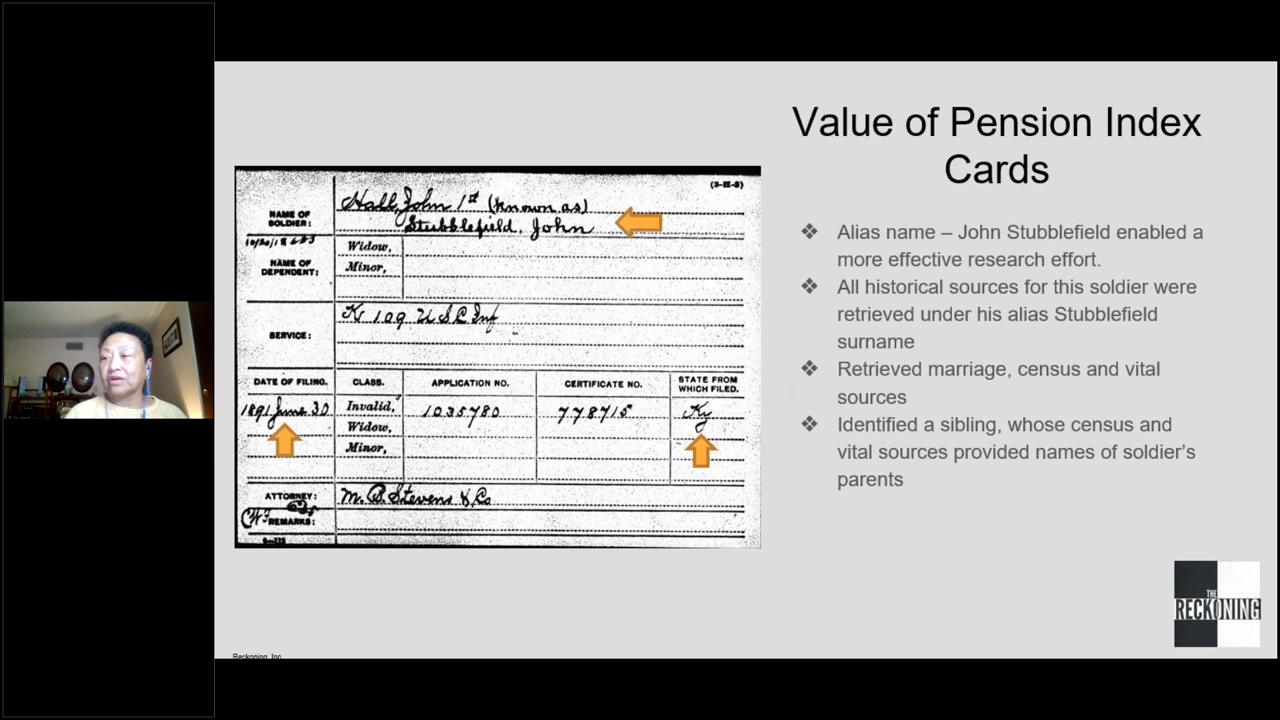 Value of Pension Index
Cards
(3-H-3)
NAME OF
SOLDIER:
Hall, John 1st (known as)
Stubblefield, John
NAME OF
DEPENDENT:
Widow,
Minor,
SERVICE:
K 109 U S C Inf
DATE OF FILING. CLASS. APPLICATION NO. CERTIFICATE NO. STATE FROM
WHICH FILED.
1891 June 30 Invalid, 1035780 778715 Ky
Widow,
Minor,
ATTORNEY: M. B. Stevens & Co
REMARKS:
❖ Alias name – John Stubblefield enabled a
more effective research effort.
❖ All historical sources for this soldier were
retrieved under his alias Stubblefield
surname
❖ Retrieved marriage, census and vital
sources
❖ Identified a sibling, whose census and
vital sources provided names of soldier's
parents
THE
RECKONING
Reckoning, Inc.